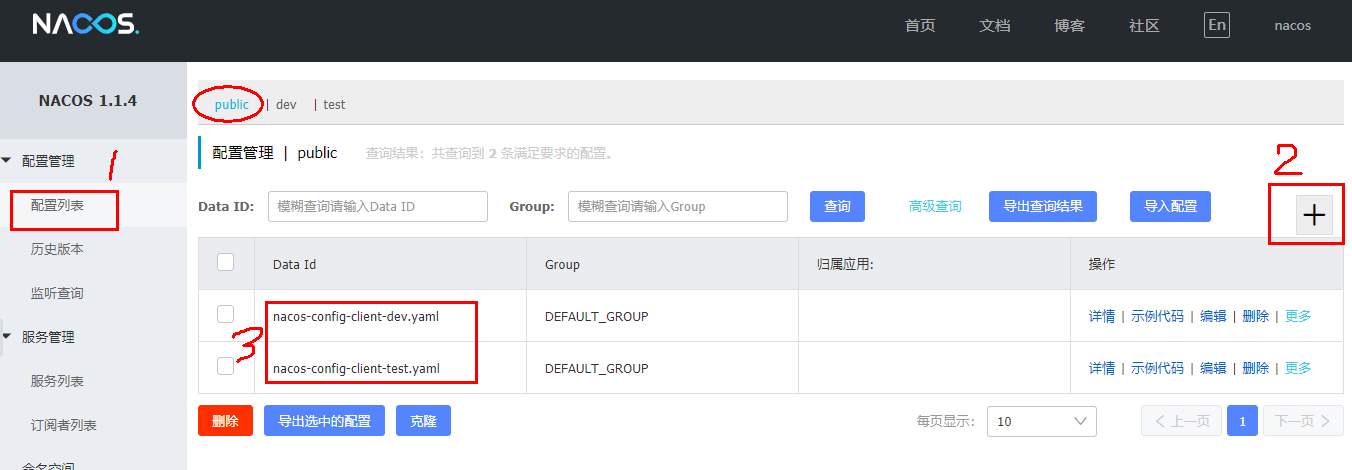 NACOS.
首页 文档 博客 社区 En nacos
NACOS 1.1.4
配置管理
1
配置列表
历史版本
监听查询
服务管理
服务列表
订阅者列表
命名空间
public | dev | test
配置管理 | public 查询结果：共查询到 2 条满足要求的配置。
2
Data ID: 模糊查询请输入Data ID Group: 模糊查询请输入Group 查询 高级查询 导出查询结果 导入配置 +
Data Id Group 归属应用: 操作
nacos-config-client-dev.yaml DEFAULT_GROUP 详情 | 示例代码 | 编辑 | 删除 | 更多
3
nacos-config-client-test.yaml DEFAULT_GROUP 详情 | 示例代码 | 编辑 | 删除 | 更多
删除 导出选中的配置 克隆 每页显示: 10 < 上一页 1 下一页 >